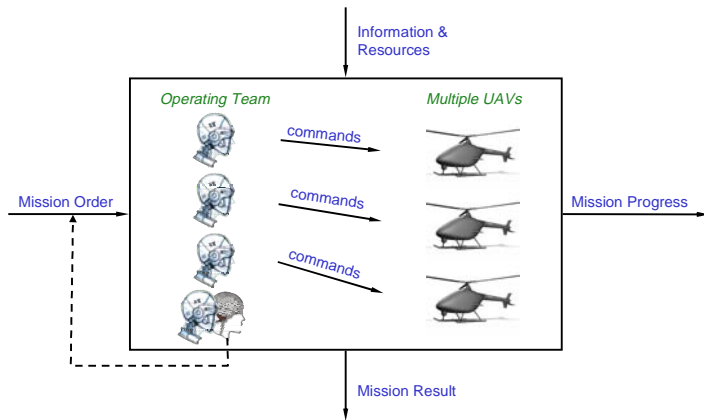 Information &
Resources
Operating Team
Multiple UAVs
commands
Mission Order
commands
Mission Progress
commands
Mission Result